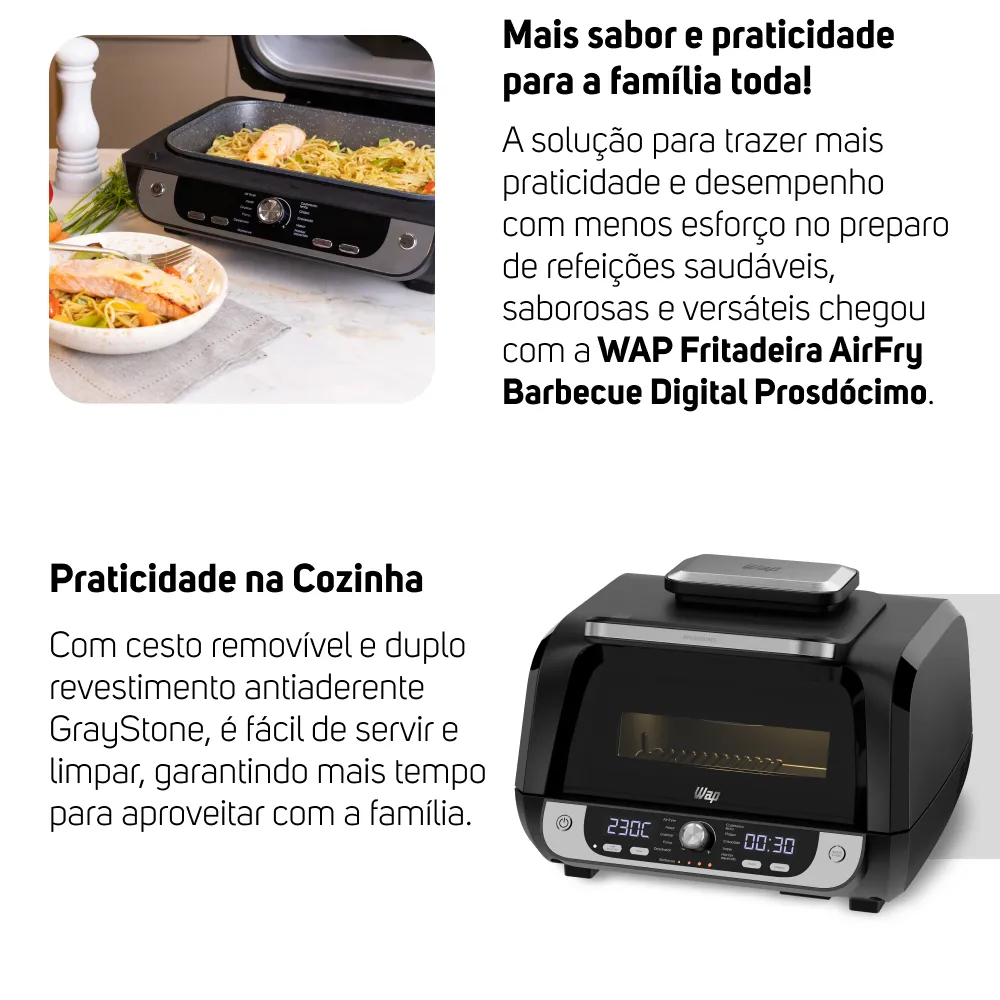 Mais sabor e praticidade
para a família toda!
A solução para trazer mais
praticidade e desempenho
com menos esforço no preparo
de refeições saudáveis,
saborosas e versáteis chegou
com a WAP Fritadeira AirFry
Barbecue Digital Prosdócimo.
Praticidade na Cozinha
Com cesto removível e duplo
revestimento antiaderente
GrayStone, é fácil de servir e
limpar, garantindo mais tempo
para aproveitar com a família.
Wap
Wap
230C
00:30